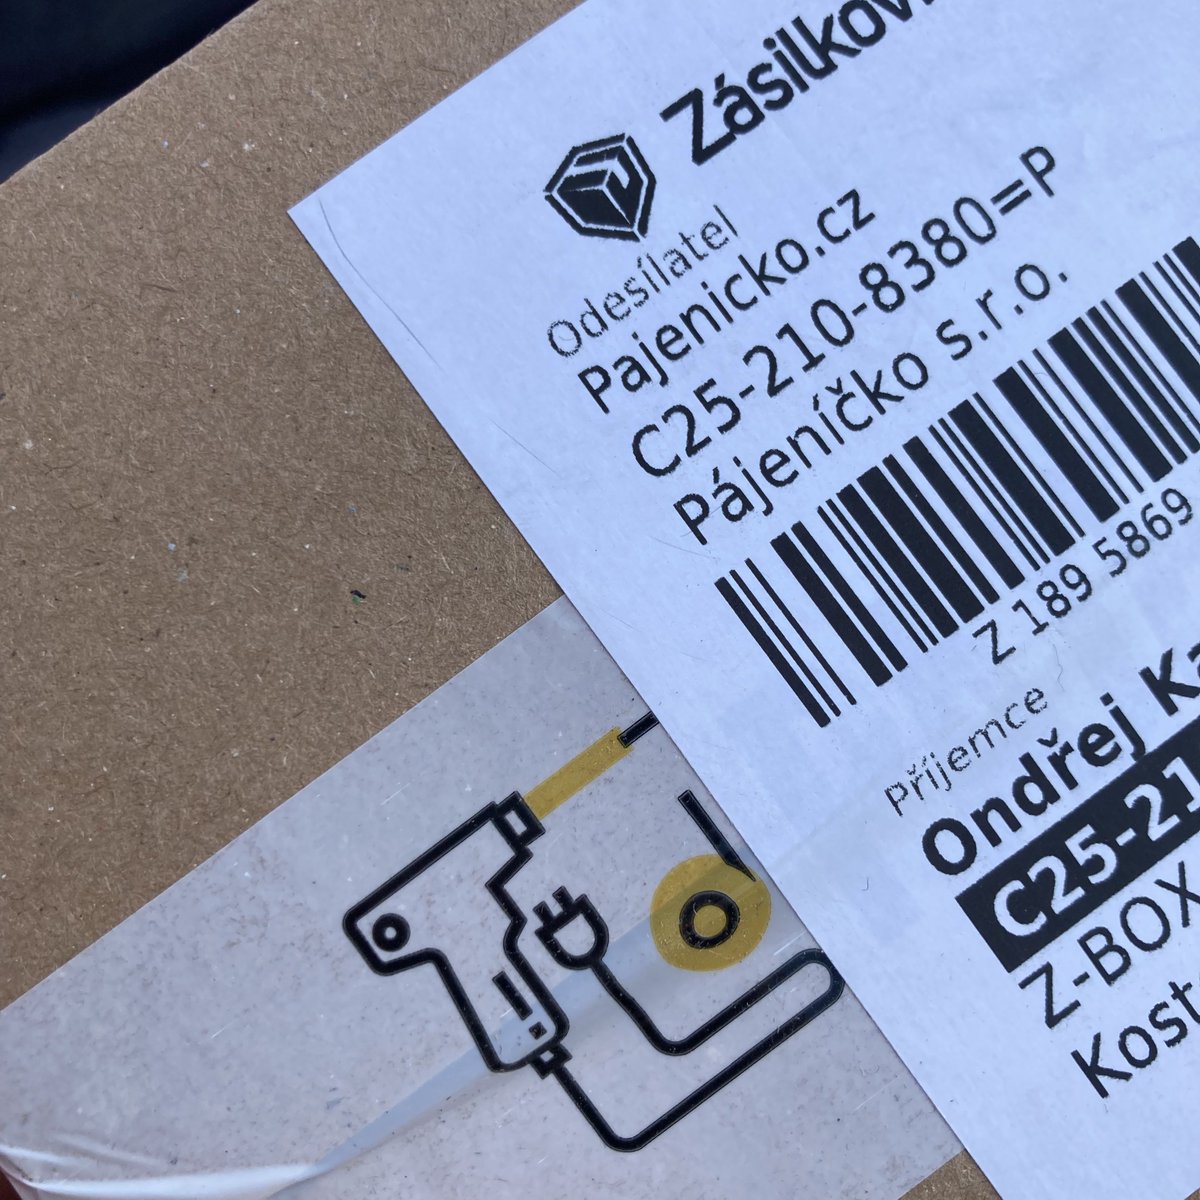 Zásilkov
Odesílatel
Pajenicko.cz
C25-210-8380=P
Pájeníčko s.r.o.
Z 189 5869
Příjemce
Ondřej Ka
C25-21
Z-BOX
Kost